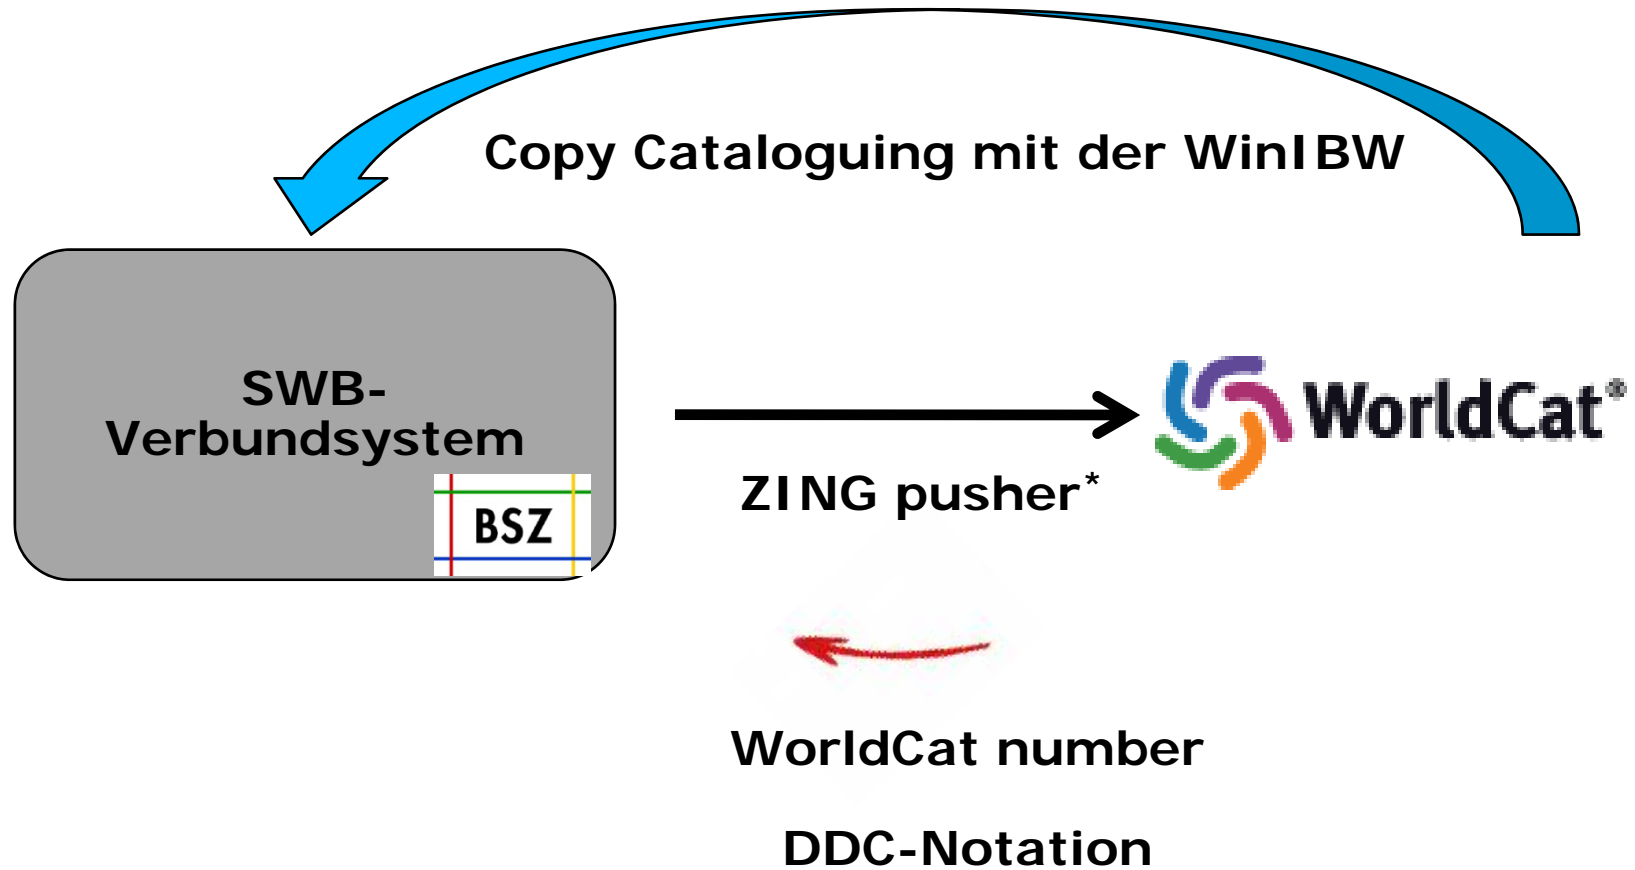 Copy Cataloguing mit der WinIBW
SWB-
Verbundsystem
BSZ
WorldCat®
ZING pusher*
WorldCat number
DDC-Notation